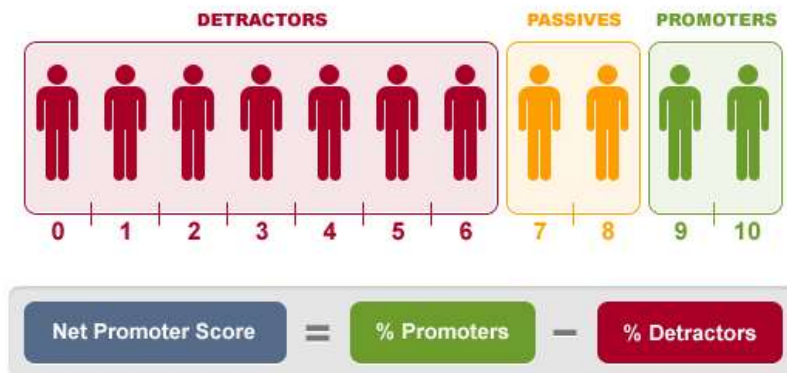 DETRACTORS PASSIVES PROMOTERS
0 1 2 3 4 5 6 7 8 9 10
Net Promoter Score = % Promoters − % Detractors